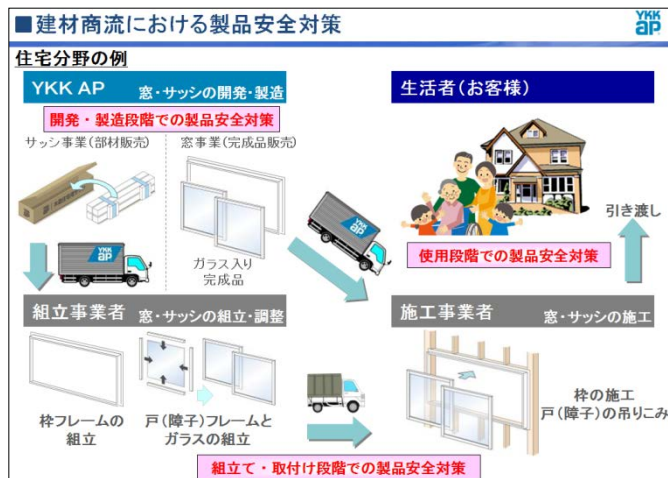 ■建材商流における製品安全対策
YKK
ap
住宅分野の例
YKK AP 窓・サッシの開発・製造
開発・製造段階での製品安全対策
サッシ事業(部材販売)
窓事業(完成品販売)
YKK
ap
ガラス入り
完成品
YKK
ap
生活者(お客様)
引き渡し
使用段階での製品安全対策
組立事業者 窓・サッシの組立・調整
枠フレームの
組立
戸(障子)フレームと
ガラスの組立
施工事業者 窓・サッシの施工
枠の施工
戸(障子)の吊りこみ
組立て・取付け段階での製品安全対策